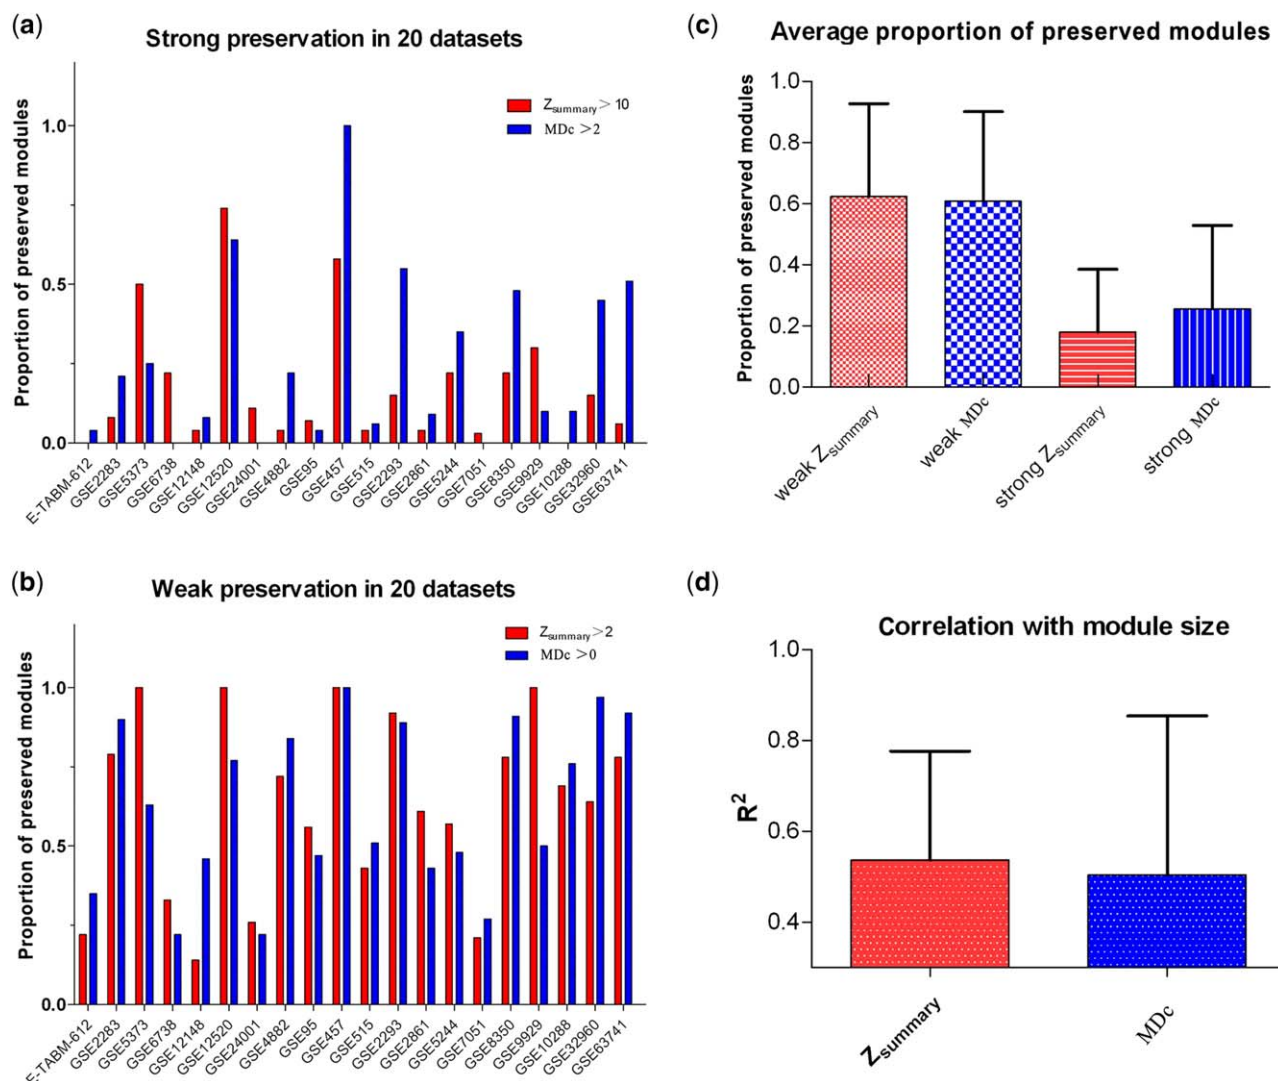 (a)
Strong preservation in 20 datasets
Proportion of preserved modules
Zsummary > 10
MDc >2
1.0
0.5
0.0
E-TABM-612
GSE2283
GSE5373
GSE6738
GSE12148
GSE12520
GSE24001
GSE4882
GSE95
GSE457
GSE515
GSE2293
GSE2861
GSE5244
GSE7051
GSE8350
GSE9929
GSE10288
GSE32960
GSE63741
(b)
Weak preservation in 20 datasets
Proportion of preserved modules
Zsummary >2
MDc >0
1.0
0.5
0.0
E-TABM-612
GSE2283
GSE5373
GSE6738
GSE12148
GSE12520
GSE24001
GSE4882
GSE95
GSE457
GSE515
GSE2293
GSE2861
GSE5244
GSE7051
GSE8350
GSE9929
GSE10288
GSE32960
GSE63741
(c)
Average proportion of preserved modules
Proportion of preserved modules
1.0
0.8
0.6
0.4
0.2
0.0
weak Zsummary
weak MDc
strong Zsummary
strong MDc
(d)
Correlation with module size
R²
1.0
0.8
0.6
0.4
Zsummary
MDc